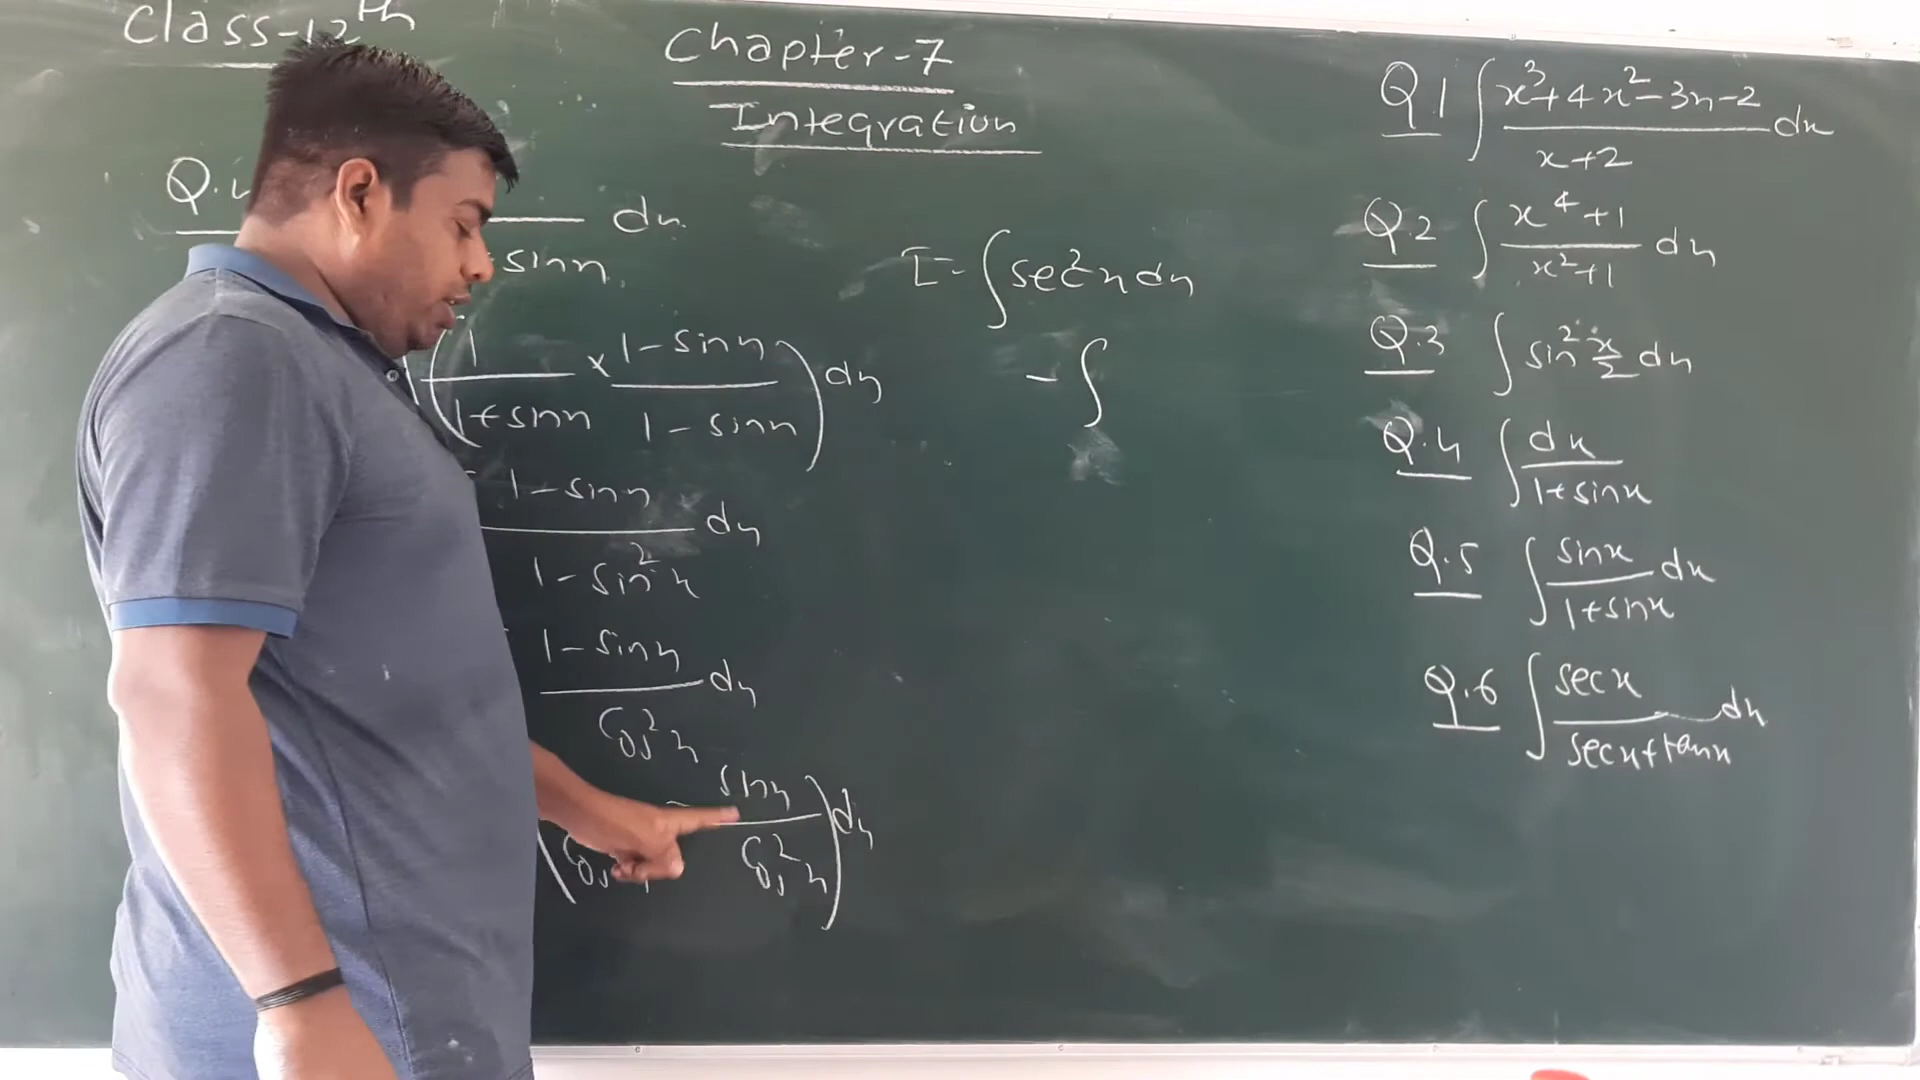 Class-12th
Chapter-7
Integration
Q.4 dx
sinx
∫(1/1+sinx × 1-sinx/1-sinx)dx
1-sinx/1-sin²x dx
1-sinx/cos²x dx
(cos²x - sinx/cos²x)dx
I=∫sec²x dx
-∫
Q.1 ∫ x³+4x²-3x-2/x+2 dx
Q.2 ∫ x⁴+1/x²+1 dx
Q.3 ∫ sin² x/2 dx
Q.4 ∫ dx/1+sinx
Q.5 ∫ sinx/1+sinx dx
Q.6 ∫ secx/secx+tanx dx